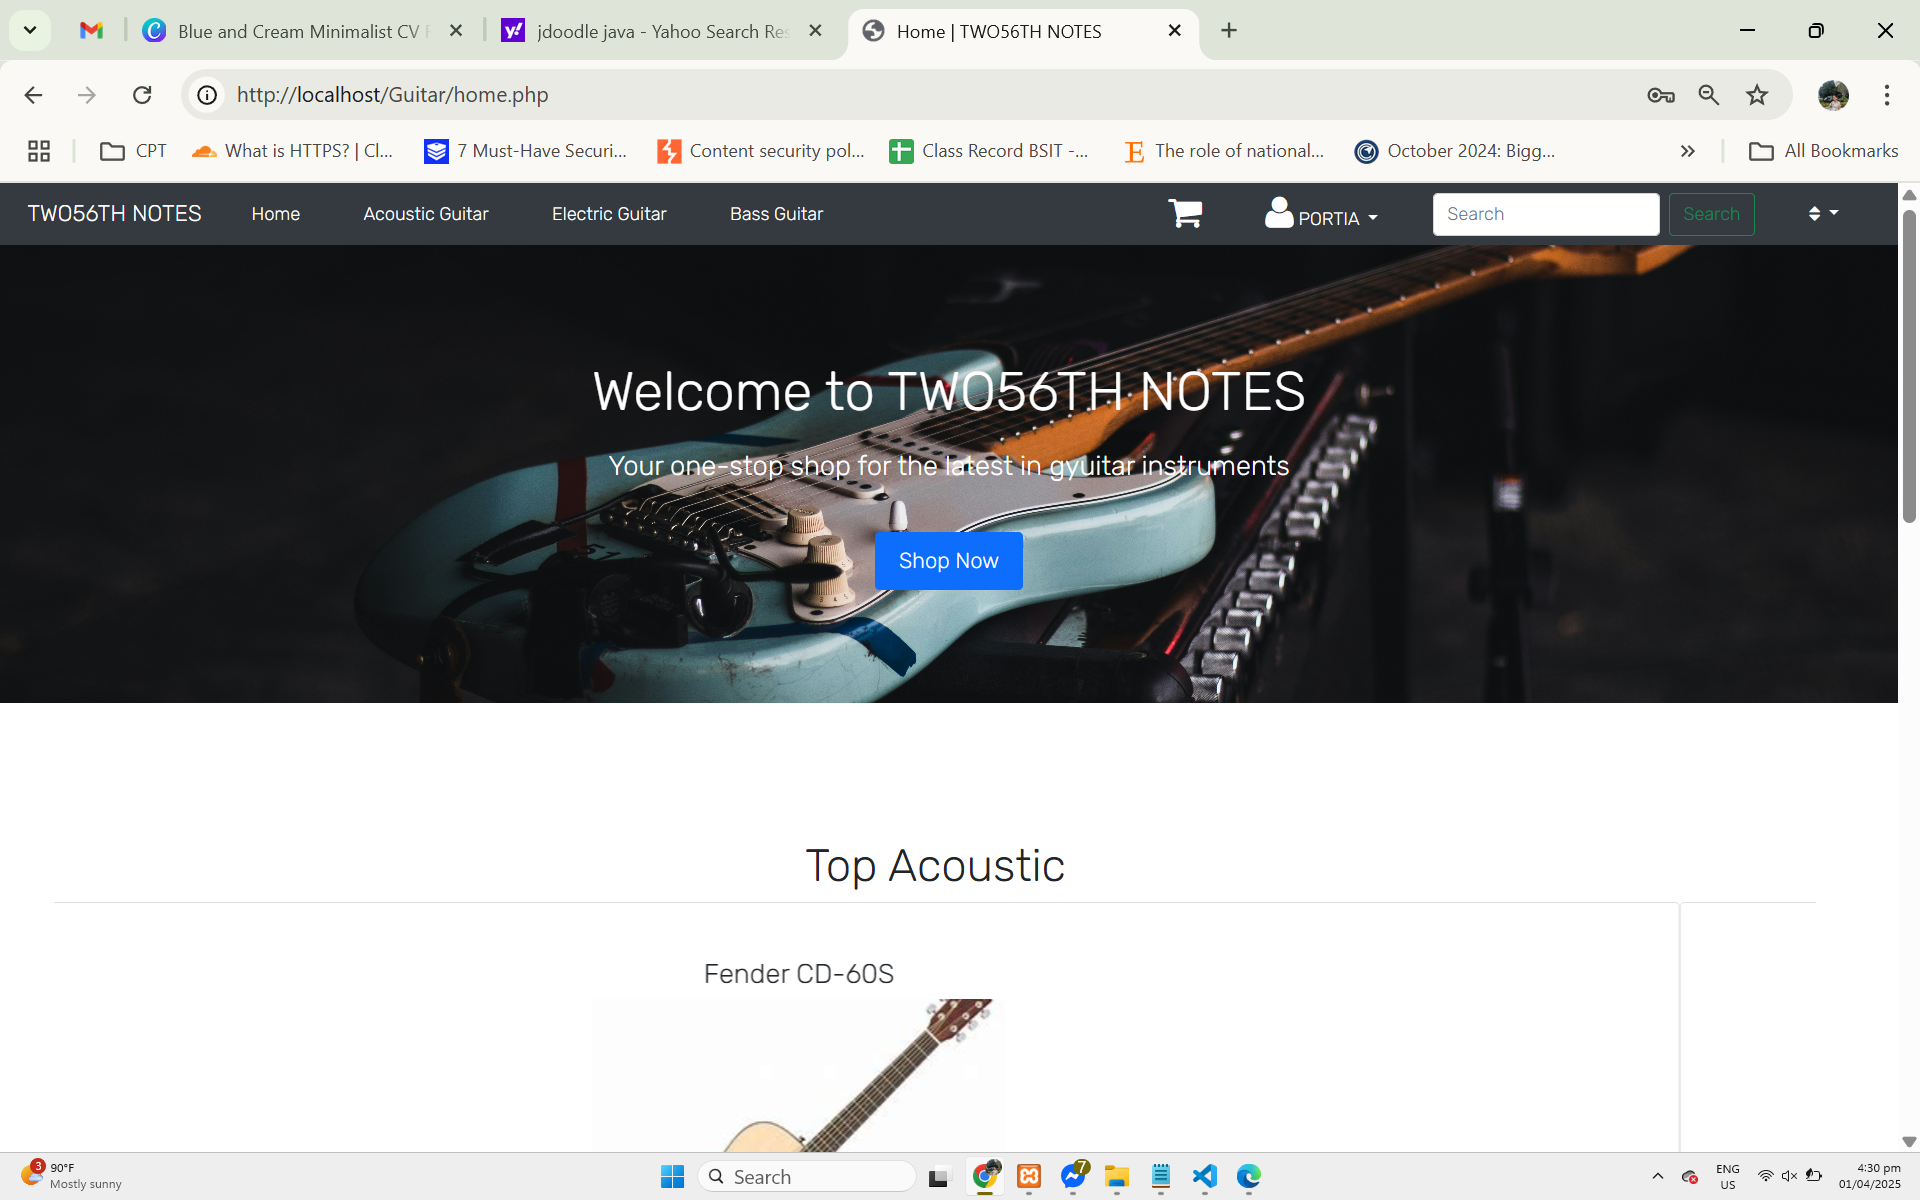 Blue and Cream Minimalist CV
jdoodle java - Yahoo Search Res
Home | TWO56TH NOTES
http://localhost/Guitar/home.php
CPT
What is HTTPS? | Cl...
7 Must-Have Securi...
Content security pol...
Class Record BSIT -...
The role of national...
October 2024: Bigg...
All Bookmarks
TWO56TH NOTES
Home
Acoustic Guitar
Electric Guitar
Bass Guitar
PORTIA
Search
Search
Welcome to TWO56TH NOTES
Your one-stop shop for the latest in gyuitar instruments
Shop Now
Top Acoustic
Fender CD-60S
3
90°F
Mostly sunny
Search
7
ENG
US
4:30 pm
01/04/2025